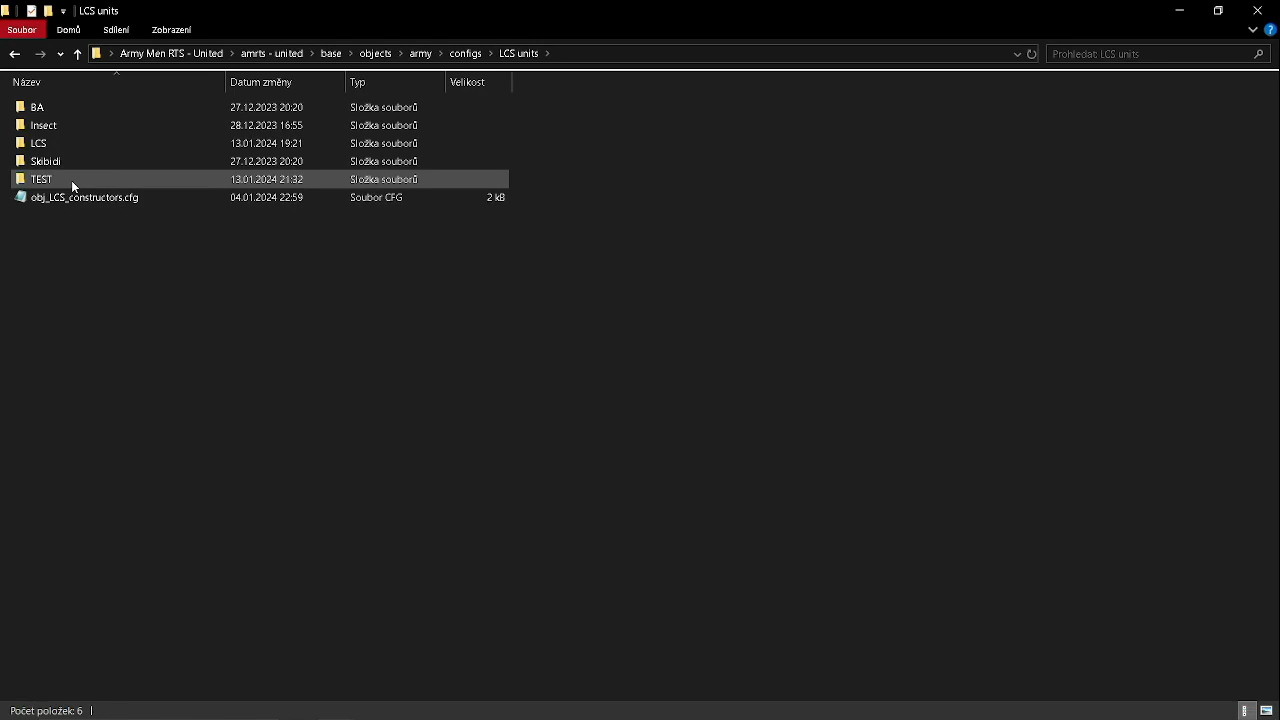 LCS units
Soubor Domů Sdílení Zobrazení
Army Men RTS - United > amrts - united > base > objects > army > configs > LCS units > Prohledat: LCS units
Název Datum změny Typ Velikost
BA 27.12.2023 20:20 Složka souborů
Insect 28.12.2023 16:55 Složka souborů
LCS 13.01.2024 19:21 Složka souborů
Skibidi 27.12.2023 20:20 Složka souborů
TEST 13.01.2024 21:32 Složka souborů
obj_LCS_constructors.cfg 04.01.2024 22:59 Soubor CFG 2 kB
Počet položek: 6